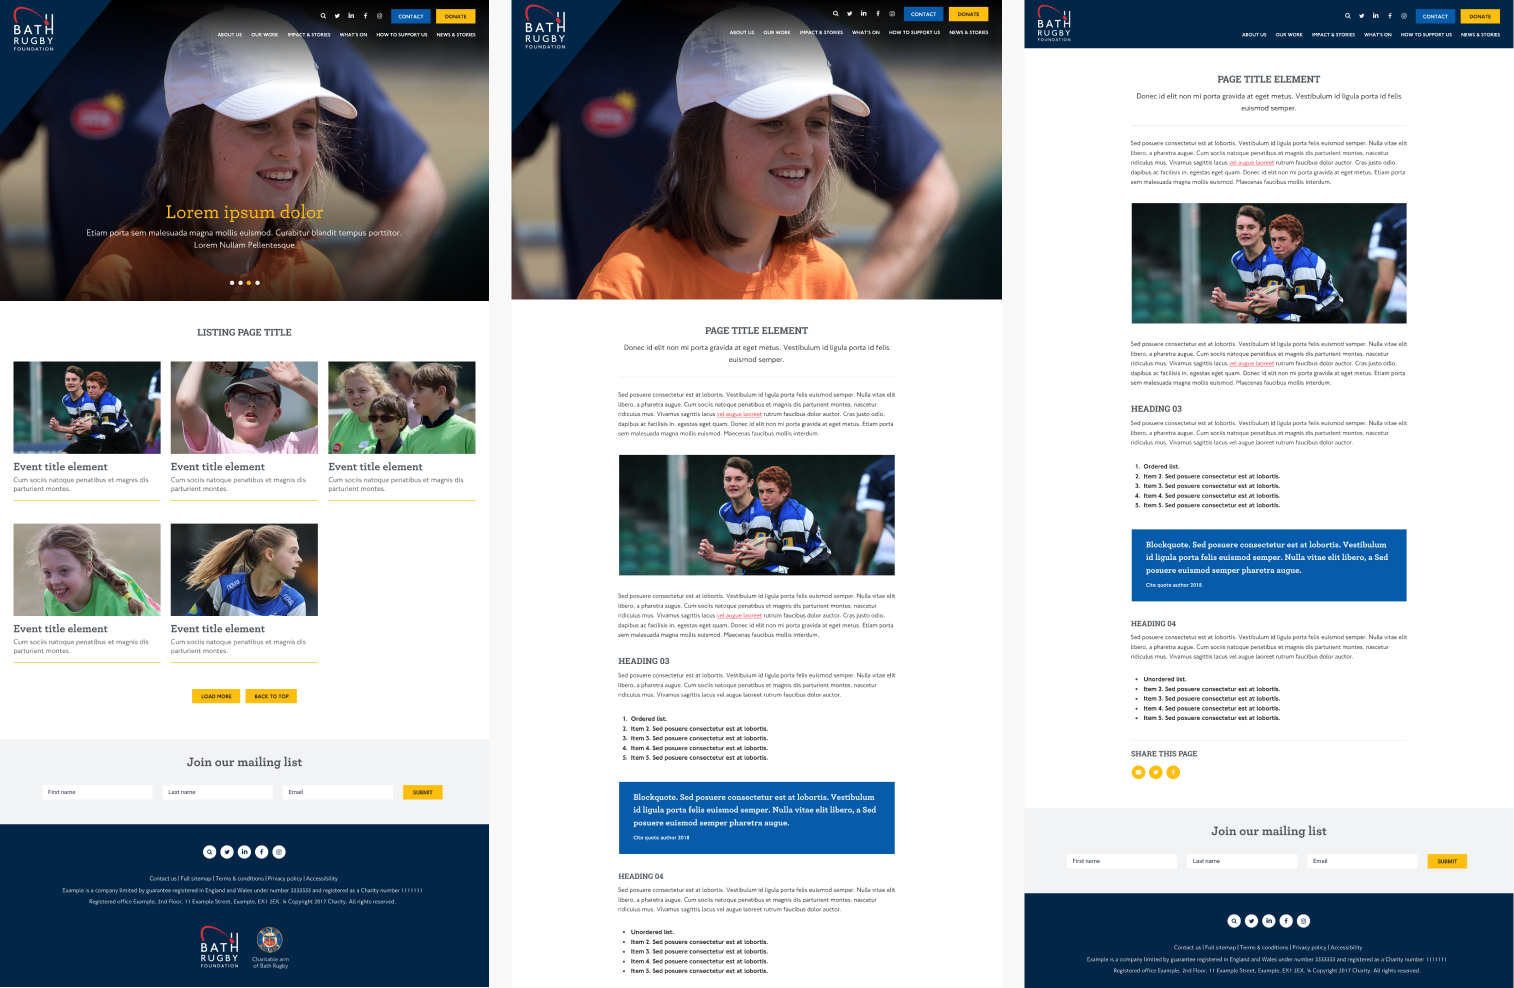 BATH
RUGBY
FOUNDATION
CONTACT
DONATE
ABOUT US
OUR WORK
IMPACT & STORIES
WHAT'S ON
HOW TO SUPPORT US
NEWS & STORIES
Lorem ipsum dolor
Etiam porta sem malesuada magna mollis euismod. Curabitur blandit tempus porttitor.
Lorem Nullam Pellentesque
LISTING PAGE TITLE
Event title element
Cum sociis natoque penatibus et magnis dis
parturient montes.
Event title element
Cum sociis natoque penatibus et magnis dis
parturient montes.
Event title element
Cum sociis natoque penatibus et magnis dis
parturient montes.
Event title element
Cum sociis natoque penatibus et magnis dis
parturient montes.
Event title element
Cum sociis natoque penatibus et magnis dis
parturient montes.
LOAD MORE
BACK TO TOP
Join our mailing list
First name
Last name
Email
SUBMIT
Contact us | Full sitemap | Terms & conditions | Privacy policy | Accessibility
Example is a company limited by guarantee registered in England and Wales under number 3333333 and registered as a Charity number 1111111
Registered office Example, 2nd Floor, 11 Example Street, Example, EX1 2EX. ¼ Copyright 2017 Charity. All rights reserved.
BATH
RUGBY
FOUNDATION
Charitable arm
of Bath Rugby
BATH
RUGBY
FOUNDATION
CONTACT
DONATE
ABOUT US
OUR WORK
IMPACT & STORIES
WHAT'S ON
HOW TO SUPPORT US
NEWS & STORIES
PAGE TITLE ELEMENT
Donec id elit non mi porta gravida at eget metus. Vestibulum id ligula porta id felis
euismod semper.
Sed posuere consectetur est at lobortis. Vestibulum id ligula porta felis euismod semper. Nulla vitae elit
libero, a pharetra augue. Cum sociis natoque penatibus et magnis dis parturient montes, nascetur
ridiculus mus. Vivamus sagittis lacus vel augue laoreet rutrum faucibus dolor auctor. Cras justo odio,
dapibus ac facilisis in, egestas eget quam. Donec id elit non mi porta gravida at eget metus. Etiam porta
sem malesuada magna mollis euismod. Maecenas faucibus mollis interdum.
Sed posuere consectetur est at lobortis. Vestibulum id ligula porta felis euismod semper. Nulla vitae elit
libero, a pharetra augue. Cum sociis natoque penatibus et magnis dis parturient montes, nascetur
ridiculus mus. Vivamus sagittis lacus vel augue laoreet rutrum faucibus dolor auctor. Cras justo odio,
dapibus ac facilisis in, egestas eget quam. Donec id elit non mi porta gravida at eget metus. Etiam porta
sem malesuada magna mollis euismod. Maecenas faucibus mollis interdum.
HEADING 03
Sed posuere consectetur est at lobortis. Vestibulum id ligula porta felis euismod semper. Nulla vitae elit
libero, a pharetra augue. Cum sociis natoque penatibus et magnis dis parturient montes, nascetur
ridiculus mus. Vivamus sagittis lacus vel augue laoreet rutrum faucibus dolor auctor.
1. Ordered list.
2. Item 2. Sed posuere consectetur est at lobortis.
3. Item 3. Sed posuere consectetur est at lobortis.
4. Item 4. Sed posuere consectetur est at lobortis.
5. Item 5. Sed posuere consectetur est at lobortis.
Blockquote. Sed posuere consectetur est at lobortis. Vestibulum
id ligula porta felis euismod semper. Nulla vitae elit libero, a Sed
posuere euismod semper pharetra augue.
Cite quote author 2018
HEADING 04
Sed posuere consectetur est at lobortis. Vestibulum id ligula porta felis euismod semper. Nulla vitae elit
libero, a pharetra augue. Cum sociis natoque penatibus et magnis dis parturient montes, nascetur
ridiculus mus. Vivamus sagittis lacus vel augue laoreet rutrum faucibus dolor auctor.
• Unordered list.
• Item 2. Sed posuere consectetur est at lobortis.
• Item 3. Sed posuere consectetur est at lobortis.
• Item 4. Sed posuere consectetur est at lobortis.
• Item 5. Sed posuere consectetur est at lobortis.
BATH
RUGBY
FOUNDATION
CONTACT
DONATE
ABOUT US
OUR WORK
IMPACT & STORIES
WHAT'S ON
HOW TO SUPPORT US
NEWS & STORIES
PAGE TITLE ELEMENT
Donec id elit non mi porta gravida at eget metus. Vestibulum id ligula porta id felis
euismod semper.
Sed posuere consectetur est at lobortis. Vestibulum id ligula porta felis euismod semper. Nulla vitae elit
libero, a pharetra augue. Cum sociis natoque penatibus et magnis dis parturient montes, nascetur
ridiculus mus. Vivamus sagittis lacus vel augue laoreet rutrum faucibus dolor auctor. Cras justo odio,
dapibus ac facilisis in, egestas eget quam. Donec id elit non mi porta gravida at eget metus. Etiam porta
sem malesuada magna mollis euismod. Maecenas faucibus mollis interdum.
Sed posuere consectetur est at lobortis. Vestibulum id ligula porta felis euismod semper. Nulla vitae elit
libero, a pharetra augue. Cum sociis natoque penatibus et magnis dis parturient montes, nascetur
ridiculus mus. Vivamus sagittis lacus vel augue laoreet rutrum faucibus dolor auctor. Cras justo odio,
dapibus ac facilisis in, egestas eget quam. Donec id elit non mi porta gravida at eget metus. Etiam porta
sem malesuada magna mollis euismod. Maecenas faucibus mollis interdum.
HEADING 03
Sed posuere consectetur est at lobortis. Vestibulum id ligula porta felis euismod semper. Nulla vitae elit
libero, a pharetra augue. Cum sociis natoque penatibus et magnis dis parturient montes, nascetur
ridiculus mus. Vivamus sagittis lacus vel augue laoreet rutrum faucibus dolor auctor.
1. Ordered list.
2. Item 2. Sed posuere consectetur est at lobortis.
3. Item 3. Sed posuere consectetur est at lobortis.
4. Item 4. Sed posuere consectetur est at lobortis.
5. Item 5. Sed posuere consectetur est at lobortis.
Blockquote. Sed posuere consectetur est at lobortis. Vestibulum
id ligula porta felis euismod semper. Nulla vitae elit libero, a Sed
posuere euismod semper pharetra augue.
Cite quote author 2018
HEADING 04
Sed posuere consectetur est at lobortis. Vestibulum id ligula porta felis euismod semper. Nulla vitae elit
libero, a pharetra augue. Cum sociis natoque penatibus et magnis dis parturient montes, nascetur
ridiculus mus. Vivamus sagittis lacus vel augue laoreet rutrum faucibus dolor auctor.
• Unordered list.
• Item 2. Sed posuere consectetur est at lobortis.
• Item 3. Sed posuere consectetur est at lobortis.
• Item 4. Sed posuere consectetur est at lobortis.
• Item 5. Sed posuere consectetur est at lobortis.
SHARE THIS PAGE
Join our mailing list
First name
Last name
Email
SUBMIT
Contact us | Full sitemap | Terms & conditions | Privacy policy | Accessibility
Example is a company limited by guarantee registered in England and Wales under number 3333333 and registered as a Charity number 1111111
Registered office Example, 2nd Floor, 11 Example Street, Example, EX1 2EX. ¼ Copyright 2017 Charity. All rights reserved.